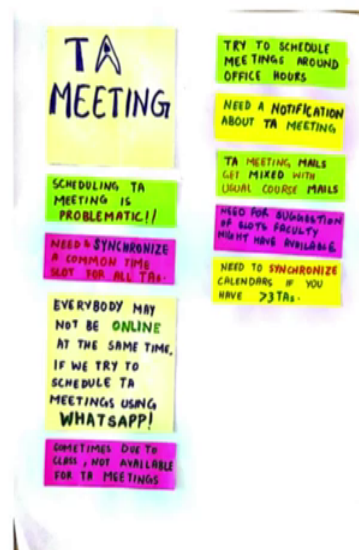 TA
MEETING
SCHEDULING TA
MEETING IS
PROBLEMATIC!!
NEED TO SYNCHRONIZE
A COMMON TIME
SLOT FOR ALL TAs.
EVERYBODY MAY
NOT BE ONLINE
AT THE SAME TIME,
IF WE TRY TO
SCHEDULE TA
MEETINGS USING
WHATSAPP!
SOMETIMES DUE TO
CLASS, NOT AVAILABLE
FOR TA MEETINGS
TRY TO SCHEDULE
MEETINGS AROUND
OFFICE HOURS
NEED A NOTIFICATION
ABOUT TA MEETING
TA MEETING MAILS
GET MIXED WITH
USUAL COURSE MAILS
NEED FOR SUGGESTION
OF SLOTS FACULTY
MIGHT HAVE AVAILABLE
NEED TO SYNCHRONIZE
CALENDARS IF YOU
HAVE >3 TAs.